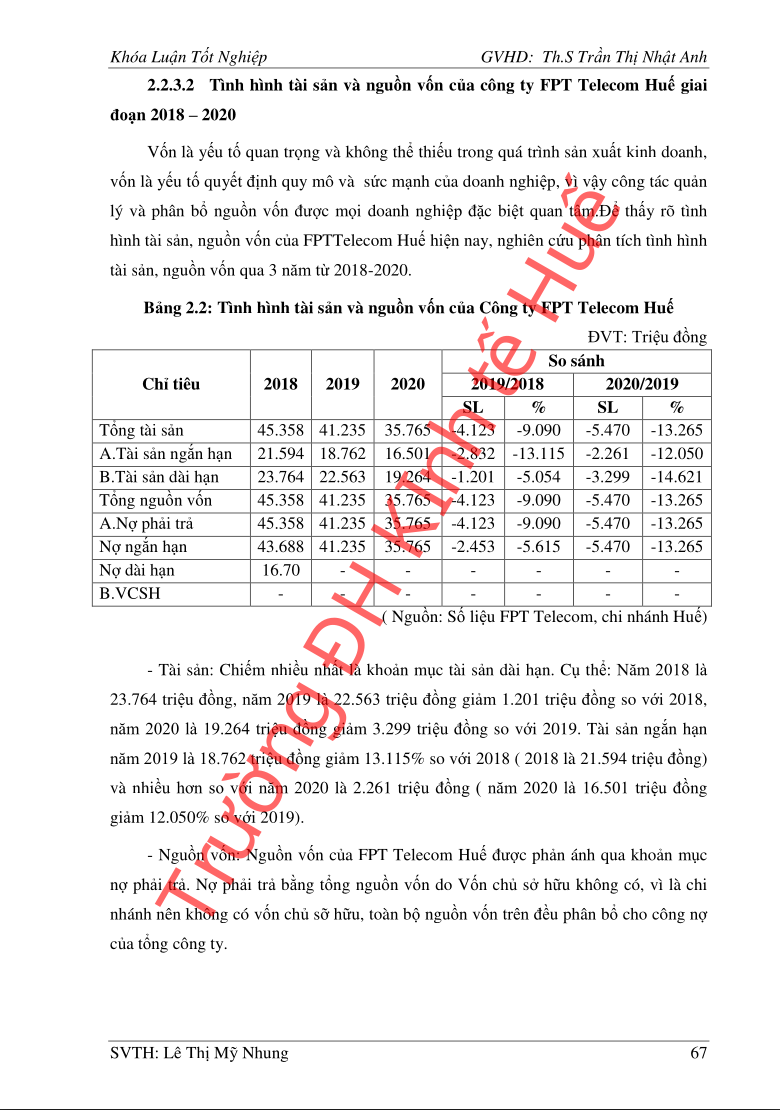 Khóa Luận Tốt Nghiệp GVHD: Th.S Trần Thị Nhật Anh
2.2.3.2 Tình hình tài sản và nguồn vốn của công ty FPT Telecom Huế giai
đoạn 2018 – 2020
Vốn là yếu tố quan trọng và không thể thiếu trong quá trình sản xuất kinh doanh,
vốn là yếu tố quyết định quy mô và sức mạnh của doanh nghiệp, vì vậy công tác quản
lý và phân bổ nguồn vốn được mọi doanh nghiệp đặc biệt quan tâm.Để thấy rõ tình
hình tài sản, nguồn vốn của FPTTelecom Huế hiện nay, nghiên cứu phân tích tình hình
tài sản, nguồn vốn qua 3 năm từ 2018-2020.
Bảng 2.2: Tình hình tài sản và nguồn vốn của Công ty FPT Telecom Huế
ĐVT: Triệu đồng
Chỉ tiêu 2018 2019 2020 So sánh
2019/2018 2020/2019
SL % SL %
Tổng tài sản 45.358 41.235 35.765 -4.123 -9.090 -5.470 -13.265
A.Tài sản ngắn hạn 21.594 18.762 16.501 -2.832 -13.115 -2.261 -12.050
B.Tài sản dài hạn 23.764 22.563 19.264 -1.201 -5.054 -3.299 -14.621
Tổng nguồn vốn 45.358 41.235 35.765 -4.123 -9.090 -5.470 -13.265
A.Nợ phải trả 45.358 41.235 35.765 -4.123 -9.090 -5.470 -13.265
Nợ ngắn hạn 43.688 41.235 35.765 -2.453 -5.615 -5.470 -13.265
Nợ dài hạn 16.70 - - - - - -
B.VCSH - - - - - - -
( Nguồn: Số liệu FPT Telecom, chi nhánh Huế)
- Tài sản: Chiếm nhiều nhất là khoản mục tài sản dài hạn. Cụ thể: Năm 2018 là
23.764 triệu đồng, năm 2019 là 22.563 triệu đồng giảm 1.201 triệu đồng so với 2018,
năm 2020 là 19.264 triệu đồng giảm 3.299 triệu đồng so với 2019. Tài sản ngắn hạn
năm 2019 là 18.762 triệu đồng giảm 13.115% so với 2018 ( 2018 là 21.594 triệu đồng)
và nhiều hơn so với năm 2020 là 2.261 triệu đồng ( năm 2020 là 16.501 triệu đồng
giảm 12.050% so với 2019).
- Nguồn vốn: Nguồn vốn của FPT Telecom Huế được phản ánh qua khoản mục
nợ phải trả. Nợ phải trả bằng tổng nguồn vốn do Vốn chủ sở hữu không có, vì là chi
nhánh nên không có vốn chủ sỡ hữu, toàn bộ nguồn vốn trên đều phân bổ cho công nợ
của tổng công ty.
SVTH: Lê Thị Mỹ Nhung 67
Trường ĐH Kinh tế Huế